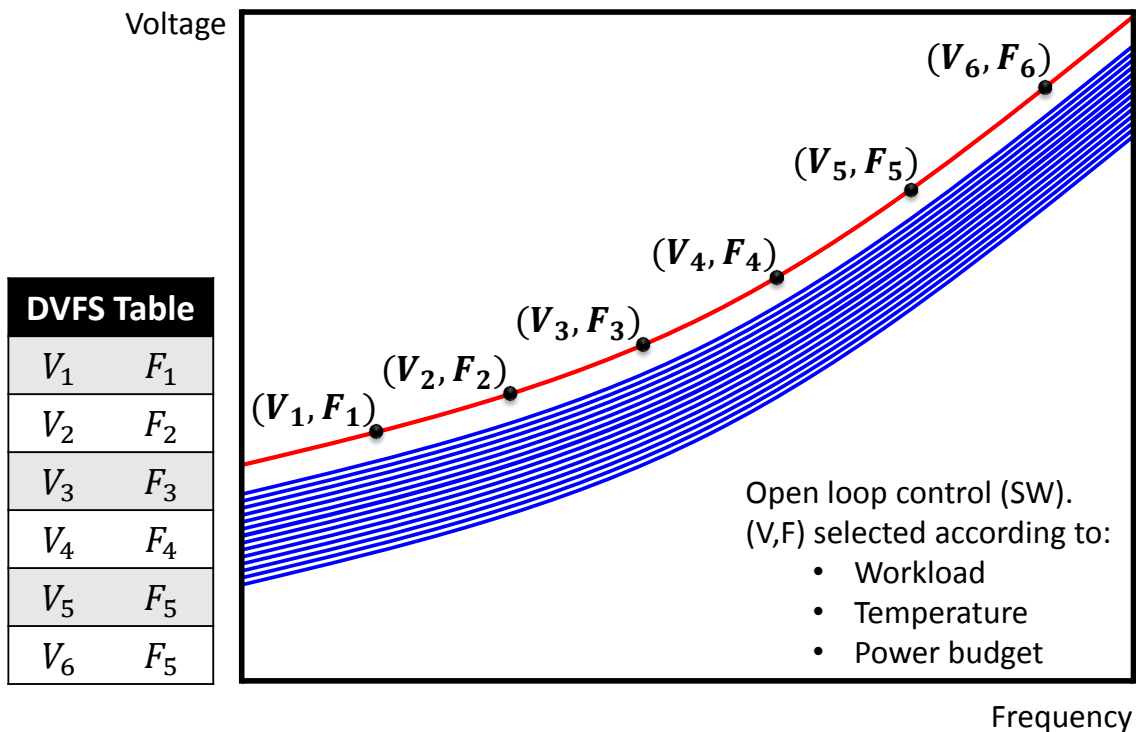 Voltage
(V₆, F₆)
(V₅, F₅)
(V₄, F₄)
(V₃, F₃)
(V₂, F₂)
(V₁, F₁)
DVFS Table
V₁ F₁
V₂ F₂
V₃ F₃
V₄ F₄
V₅ F₅
V₆ F₅
Open loop control (SW).
(V,F) selected according to:
• Workload
• Temperature
• Power budget
Frequency